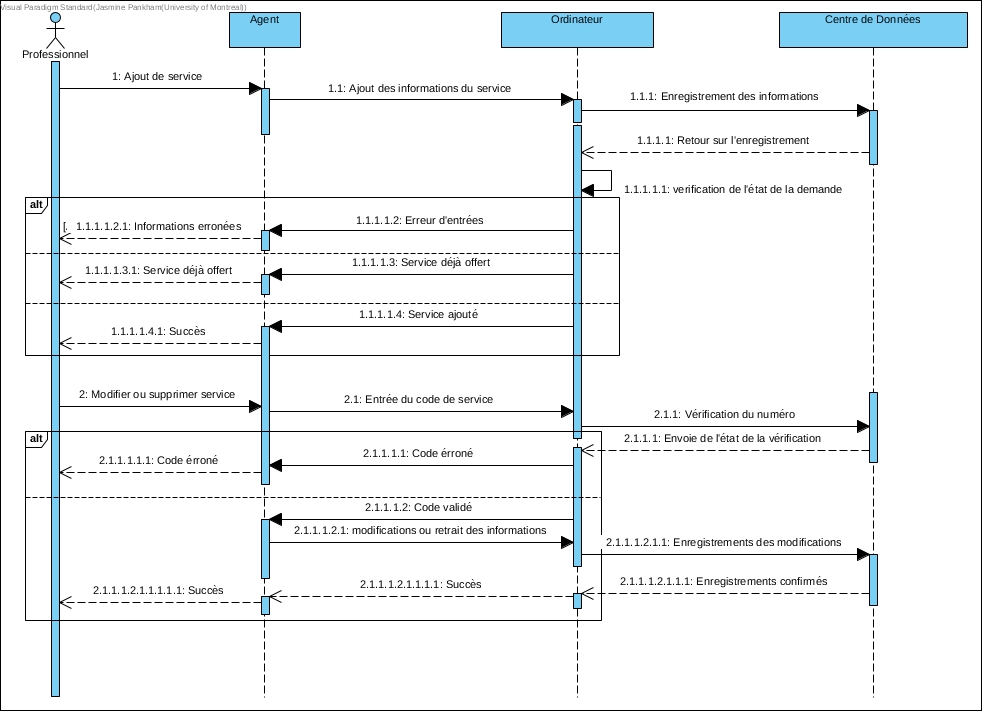 Visual Paradigm Standard(Jasmine Pankham(University of Montreal))
Agent
Ordinateur
Centre de Données
Professionnel
1: Ajout de service
1.1: Ajout des informations du service
1.1.1: Enregistrement des informations
1.1.1.1: Retour sur l'enregistrement
1.1.1.1.1: verification de l'état de la demande
alt
[.
1.1.1.1.2.1: Informations erronées
1.1.1.1.2: Erreur d'entrées
1.1.1.1.3.1: Service déjà offert
1.1.1.1.3: Service déjà offert
1.1.1.1.4: Service ajouté
1.1.1.1.4.1: Succès
2: Modifier ou supprimer service
2.1: Entrée du code de service
2.1.1: Vérification du numéro
alt
2.1.1.1: Envoie de l'état de la vérification
2.1.1.1.1: Code érroné
2.1.1.1.1.1: Code érroné
2.1.1.1.2: Code validé
2.1.1.1.2.1: modifications ou retrait des informations
2.1.1.1.2.1.1: Enregistrements des modifications
2.1.1.1.2.1.1.1: Enregistrements confirmés
2.1.1.1.2.1.1.1.1: Succès
2.1.1.1.2.1.1.1.1.1: Succès